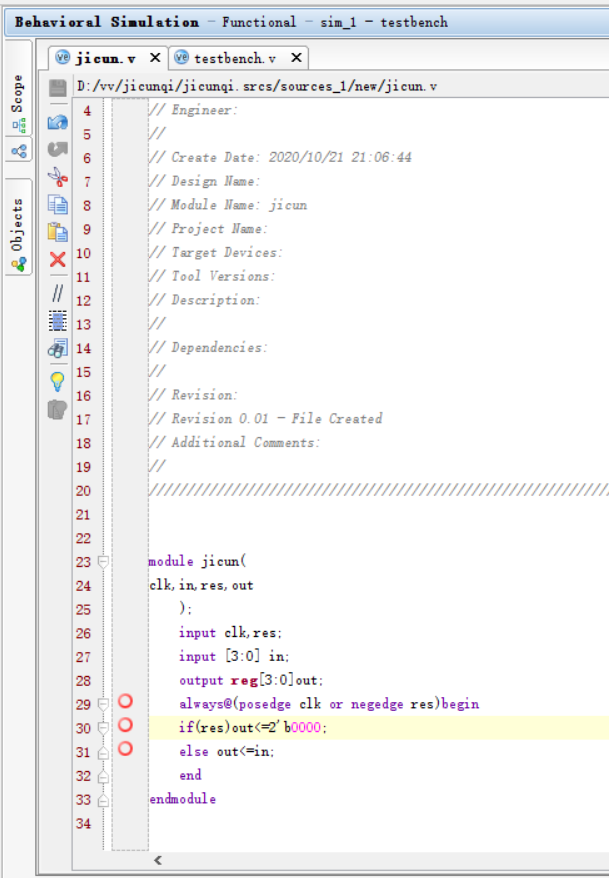 Behavioral Simulation - Functional - sim_1 - testbench
jicun.v × testbench.v ×
D:/vv/jicunqi/jicunqi.srcs/sources_1/new/jicun.v
Scope
Objects
4 // Engineer:
5 //
6 // Create Date: 2020/10/21 21:06:44
7 // Design Name:
8 // Module Name: jicun
9 // Project Name:
10 // Target Devices:
11 // Tool Versions:
12 // Description:
13 //
14 // Dependencies:
15 //
16 // Revision:
17 // Revision 0.01 - File Created
18 // Additional Comments:
19 //
20 //////////////////////////////////////////////////////////////
21
22
23 module jicun(
24 clk,in,res,out
25 );
26 input clk,res;
27 input [3:0] in;
28 output reg[3:0]out;
29 always@(posedge clk or negedge res)begin
30 if(res)out<=2'b0000;
31 else out<=in;
32 end
33 endmodule
34